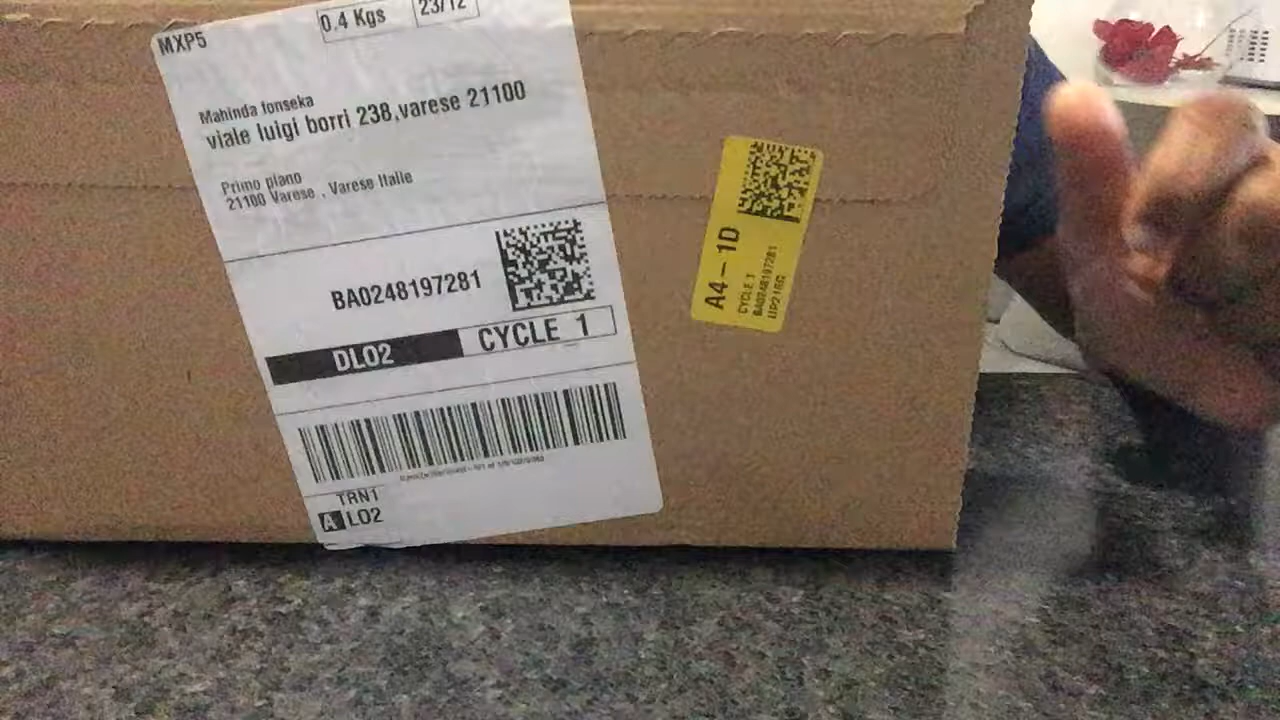 MXP5
0.4 Kgs
23/12
Mahinda fonseka
viale luigi borri 238,varese 21100
Primo piano
21100 Varese , Varese Italie
BA0248197281
DLO2
CYCLE 1
TRN1
A LO2
A4-1D
CYCLE 1
BA0248197281